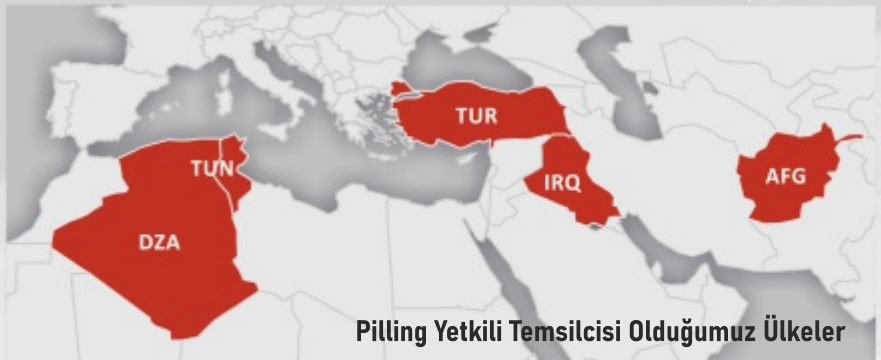 TUR
TUN
IRQ
AFG
DZA
Pilling Yetkili Temsilcisi Olduğumuz Ülkeler